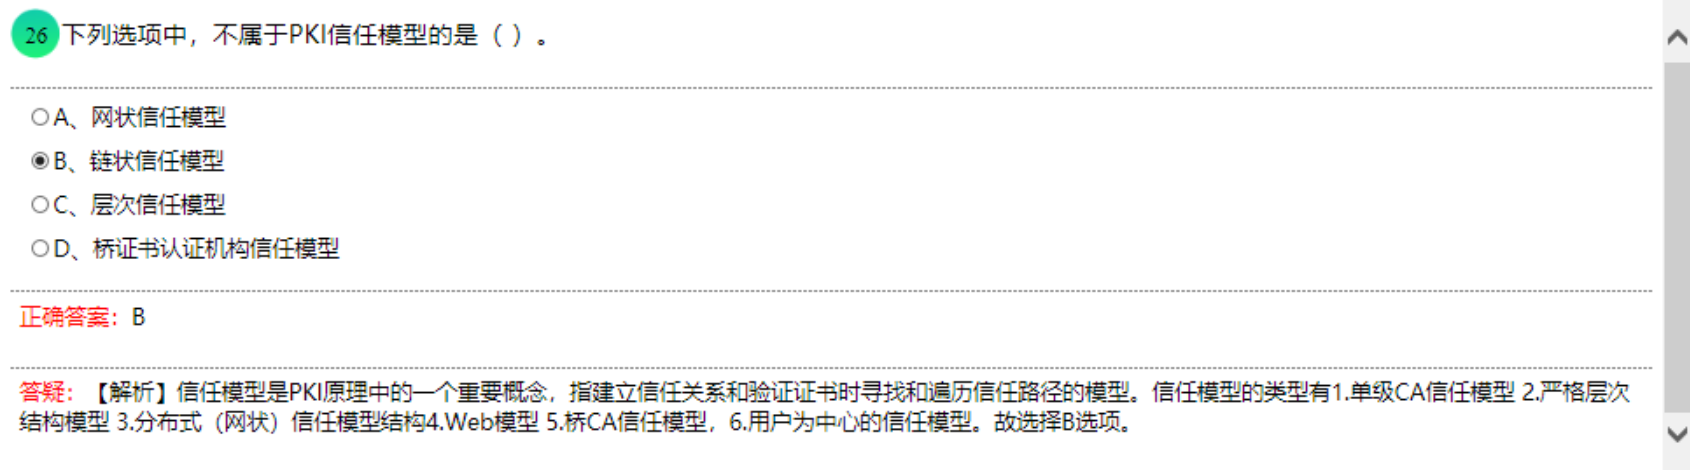 26 下列选项中，不属于PKI信任模型的是（ ）。
A、网状信任模型
B、链状信任模型
C、层次信任模型
D、桥证书认证机构信任模型
正确答案：B
答疑：【解析】信任模型是PKI原理中的一个重要概念，指建立信任关系和验证证书时寻找和遍历信任路径的模型。信任模型的类型有1.单级CA信任模型 2.严格层次
结构模型 3.分布式（网状）信任模型结构4.Web模型 5.桥CA信任模型，6.用户为中心的信任模型。故选择B选项。